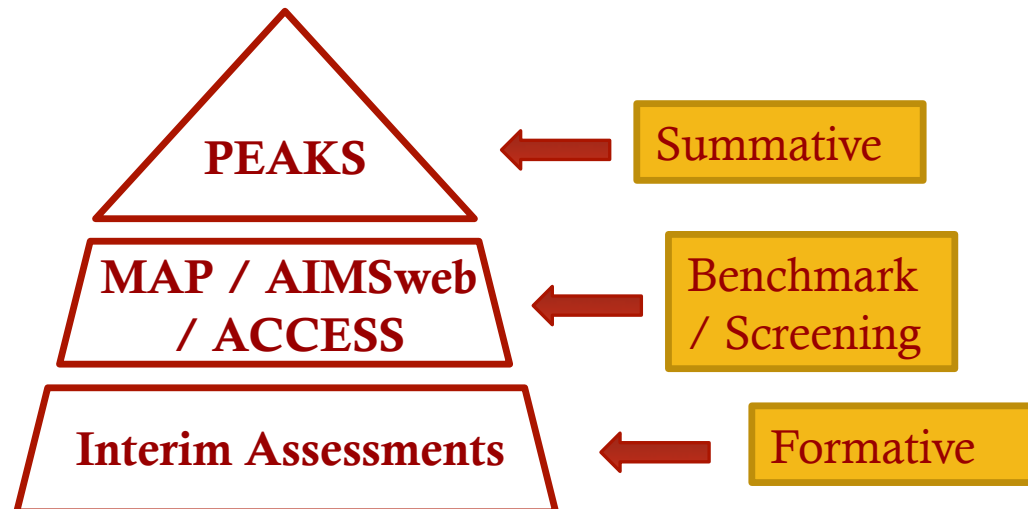 PEAKS
Summative
MAP / AIMSweb
/ ACCESS
Benchmark
/ Screening
Interim Assessments
Formative